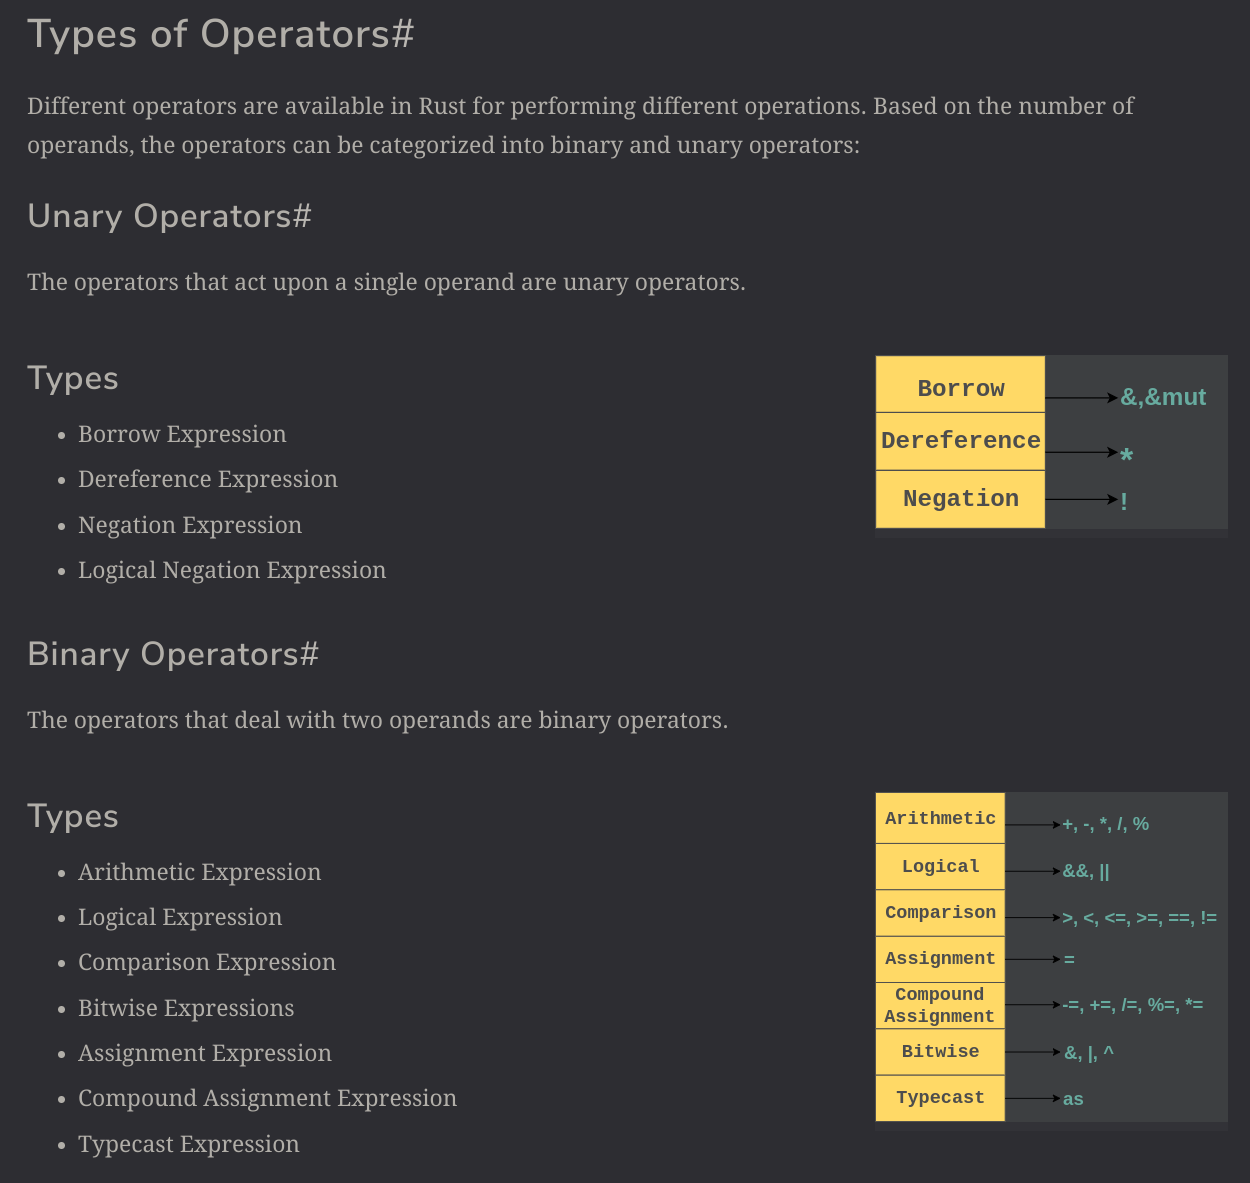 Types of Operators#
Different operators are available in Rust for performing different operations. Based on the number of
operands, the operators can be categorized into binary and unary operators:
Unary Operators#
The operators that act upon a single operand are unary operators.
Types
• Borrow Expression
• Dereference Expression
• Negation Expression
• Logical Negation Expression
Borrow &,&mut
Dereference *
Negation !
Binary Operators#
The operators that deal with two operands are binary operators.
Types
• Arithmetic Expression
• Logical Expression
• Comparison Expression
• Bitwise Expressions
• Assignment Expression
• Compound Assignment Expression
• Typecast Expression
Arithmetic +, -, *, /, %
Logical &&, ||
Comparison >, <, <=, >=, ==, !=
Assignment =
Compound
Assignment -=, +=, /=, %=, *=
Bitwise &, |, ^
Typecast as